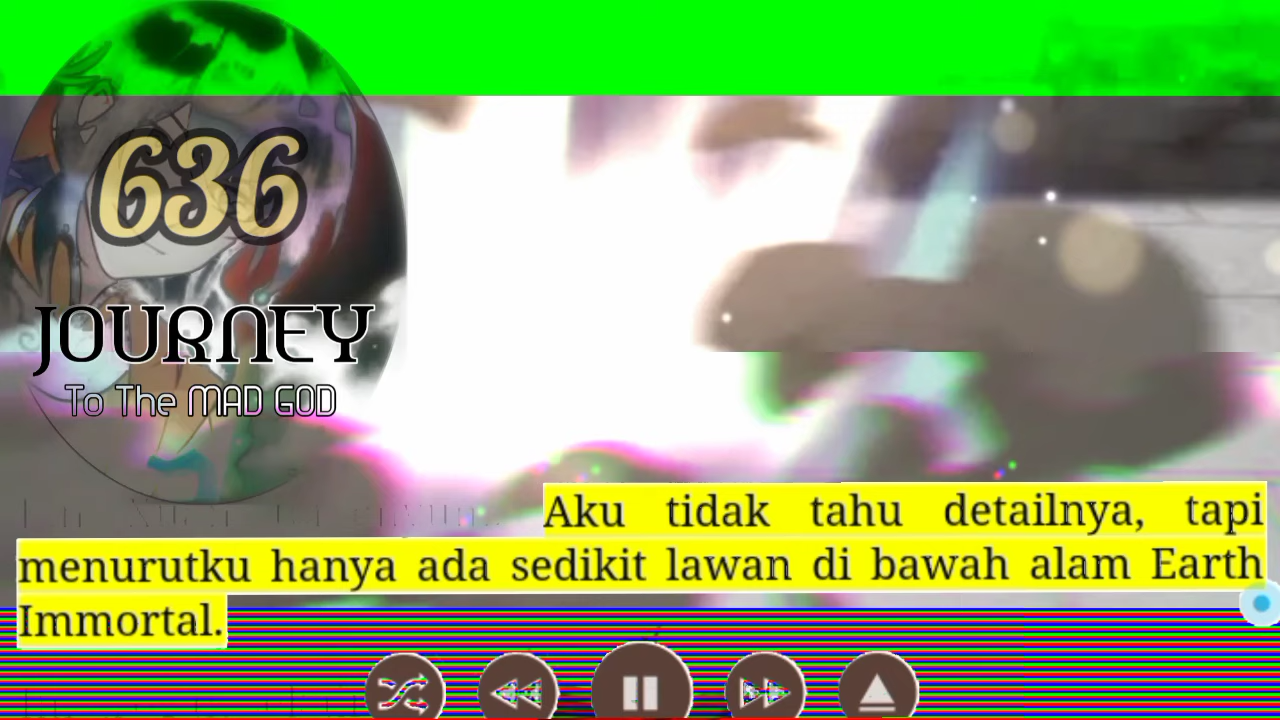 636
JOURNEY
To The MAD GOD
Aku tidak tahu detailnya, tapi
menurutku hanya ada sedikit lawan di bawah alam Earth
Immortal.